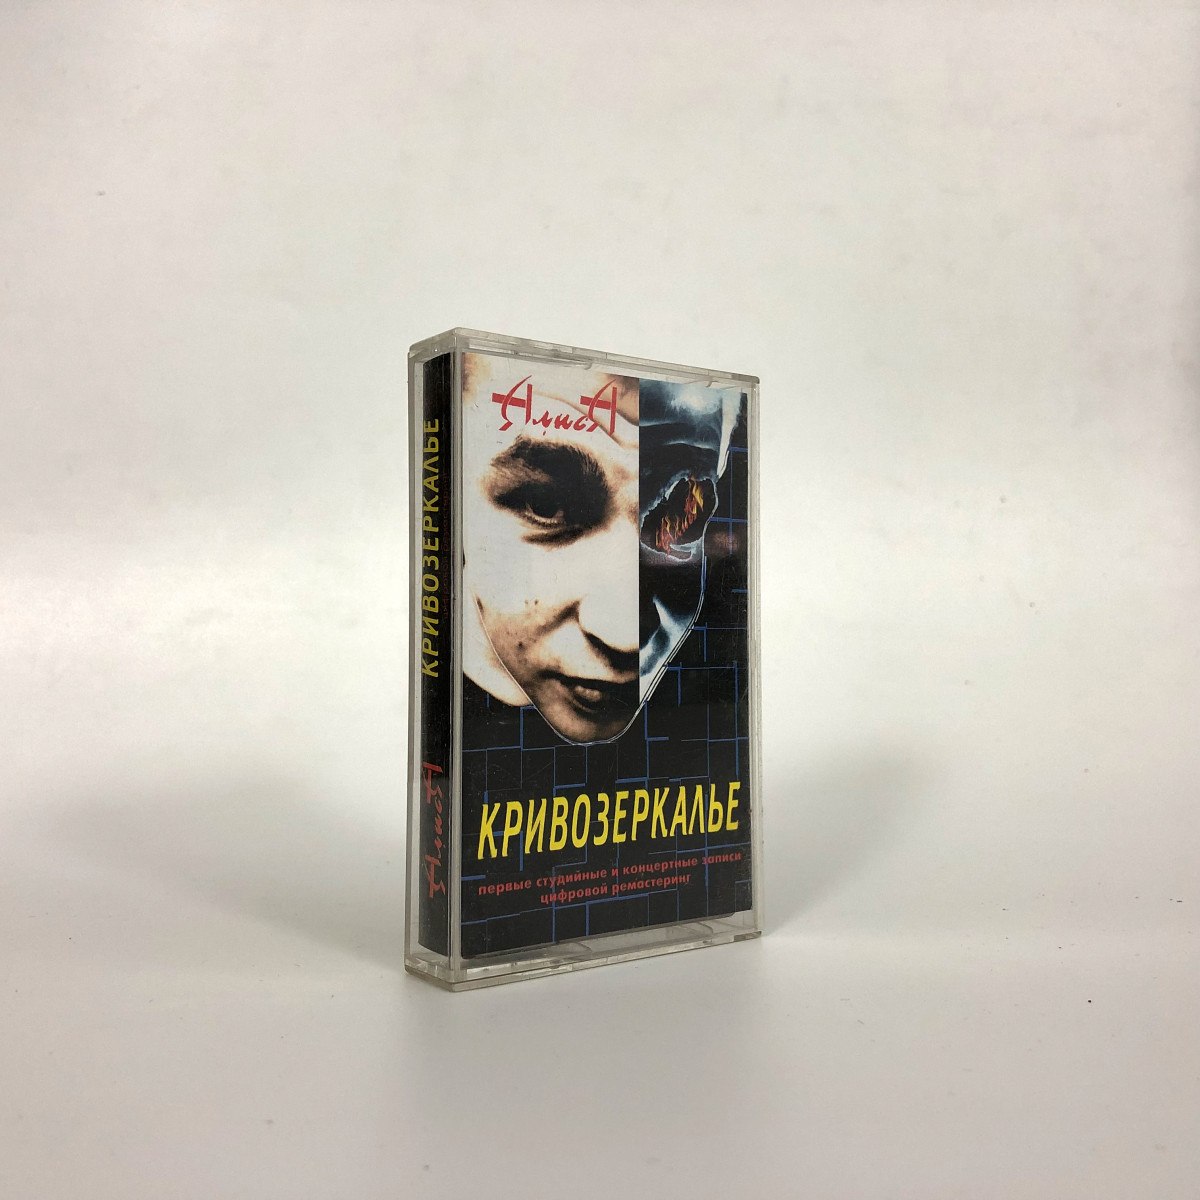 АлисА
КРИВОЗЕРКАЛЬЕ
первые студийные и концертные записи
цифровой ремастеринг
КРИВОЗЕРКАЛЬЕ
АлисА